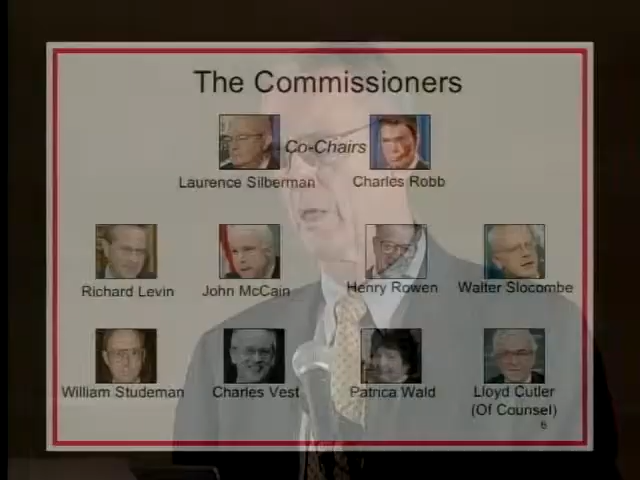 The Commissioners
Co-Chairs
Laurence Silberman
Charles Robb
Richard Levin
John McCain
Henry Rowen
Walter Slocombe
William Studeman
Charles Vest
Patrica Wald
Lloyd Cutler
(Of Counsel)
6